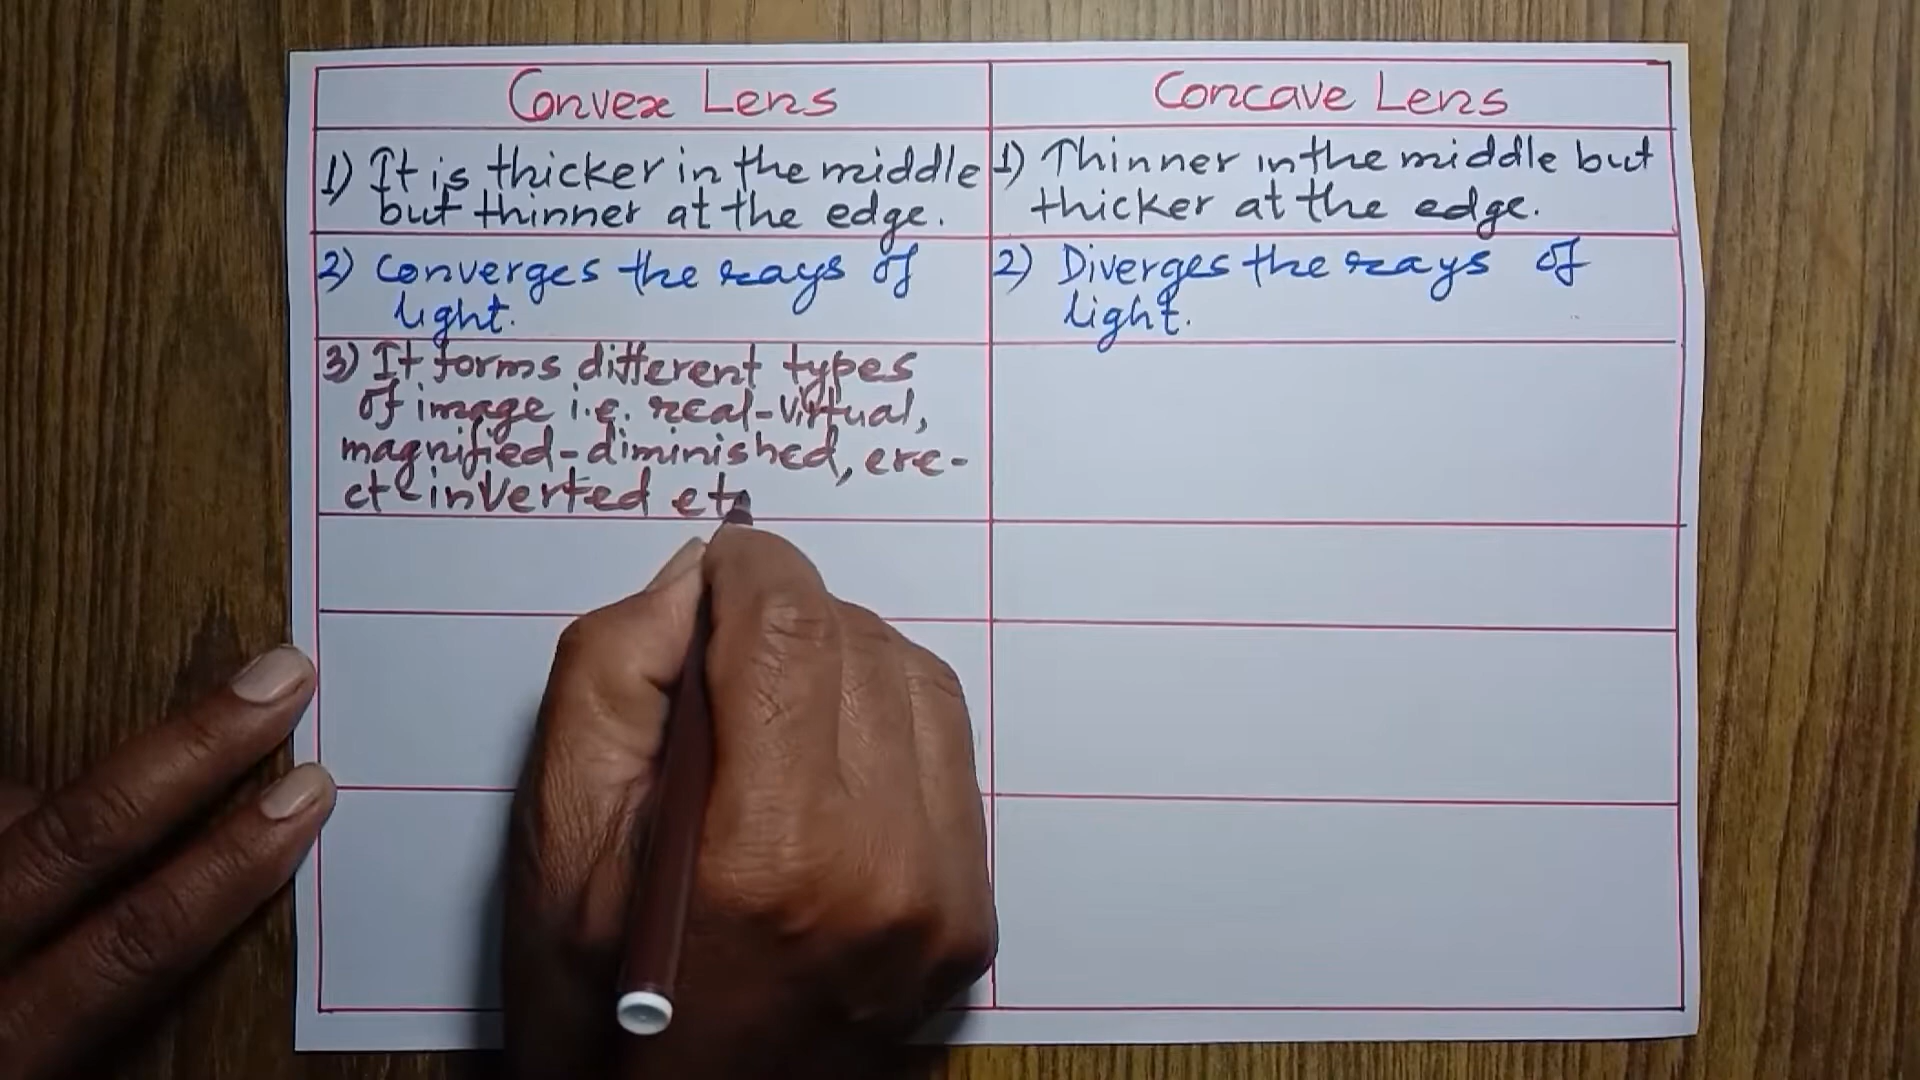 Convex Lens
Concave Lens
1) It is thicker in the middle
but thinner at the edge.
1) Thinner in the middle but
thicker at the edge.
2) Converges the rays of
light.
2) Diverges the rays of
light.
3) It forms different types
of image i.e. real-virtual,
magnified-diminished, ere-
ct inverted et